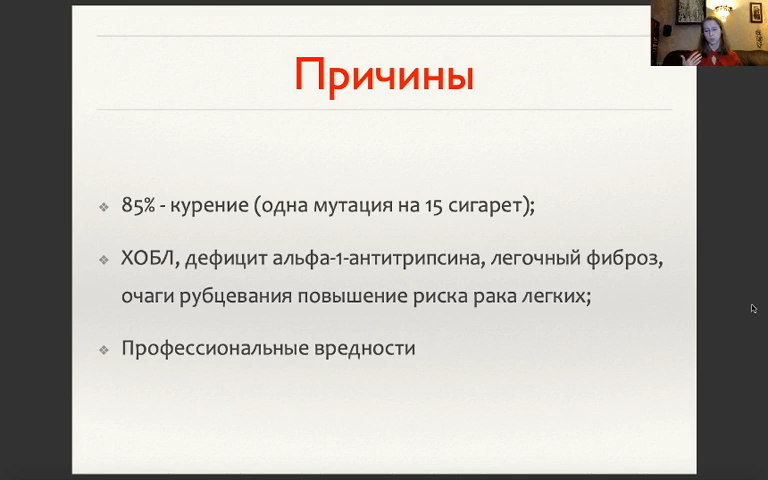 Причины
85% - курение (одна мутация на 15 сигарет);
ХОБЛ, дефицит альфа-1-антитрипсина, легочный фиброз,
очаги рубцевания повышение риска рака легких;
Профессиональные вредности